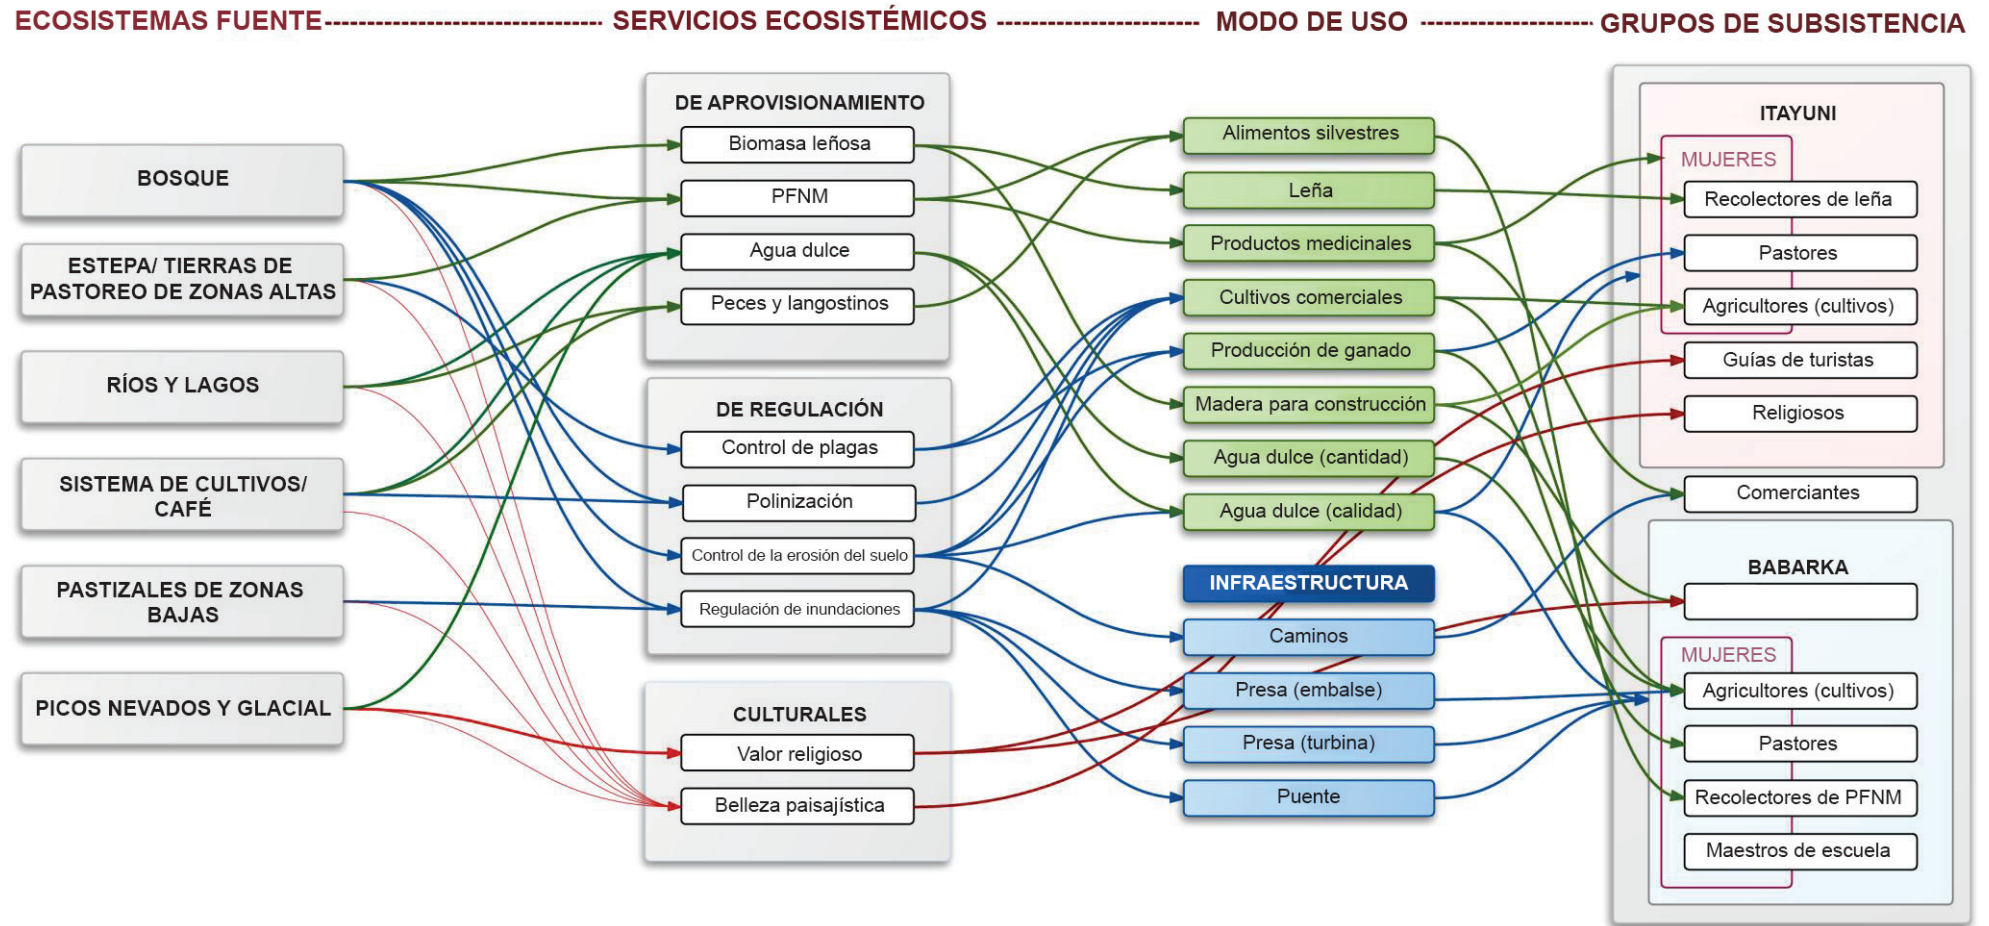 ECOSISTEMAS FUENTE
SERVICIOS ECOSISTÉMICOS
MODO DE USO
GRUPOS DE SUBSISTENCIA
BOSQUE
ESTEPA/ TIERRAS DE
PASTOREO DE ZONAS ALTAS
RÍOS Y LAGOS
SISTEMA DE CULTIVOS/
CAFÉ
PASTIZALES DE ZONAS
BAJAS
PICOS NEVADOS Y GLACIAL
DE APROVISIONAMIENTO
Biomasa leñosa
PFNM
Agua dulce
Peces y langostinos
DE REGULACIÓN
Control de plagas
Polinización
Control de la erosión del suelo
Regulación de inundaciones
CULTURALES
Valor religioso
Belleza paisajística
Alimentos silvestres
Leña
Productos medicinales
Cultivos comerciales
Producción de ganado
Madera para construcción
Agua dulce (cantidad)
Agua dulce (calidad)
INFRAESTRUCTURA
Caminos
Presa (embalse)
Presa (turbina)
Puente
ITAYUNI
MUJERES
Recolectores de leña
Pastores
Agricultores (cultivos)
Guías de turistas
Religiosos
Comerciantes
BABARKA
MUJERES
Agricultores (cultivos)
Pastores
Recolectores de PFNM
Maestros de escuela